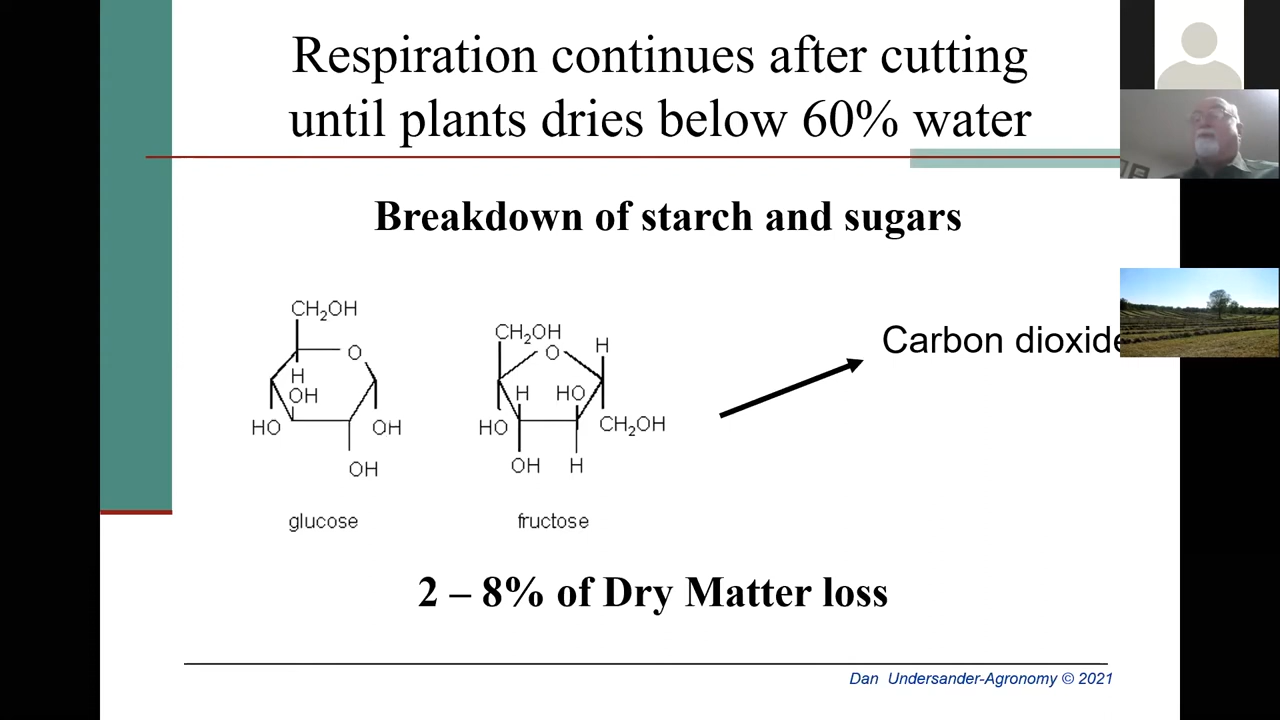 Respiration continues after cutting
until plants dries below 60% water
Breakdown of starch and sugars
CH₂OH
O
H
OH
HO
OH
OH
glucose
CH₂OH
O
H
H
HO
HO
CH₂OH
OH
H
fructose
Carbon dioxide
2 – 8% of Dry Matter loss
Dan Undersander-Agronomy © 2021